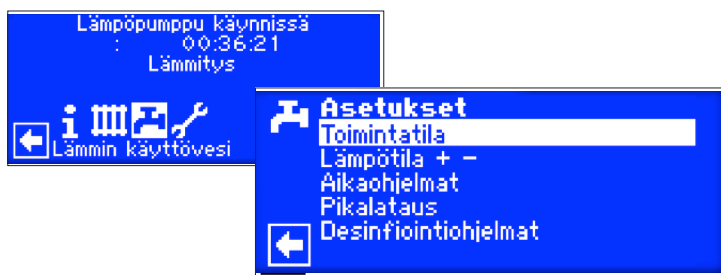 Lämpöpumppu käynnissä
: 00:36:21
Lämmitys
Lämmin käyttövesi
Asetukset
Toimintatila
Lämpötila + -
Aikaohjelmat
Pikalataus
Desinfiointiohjelmat